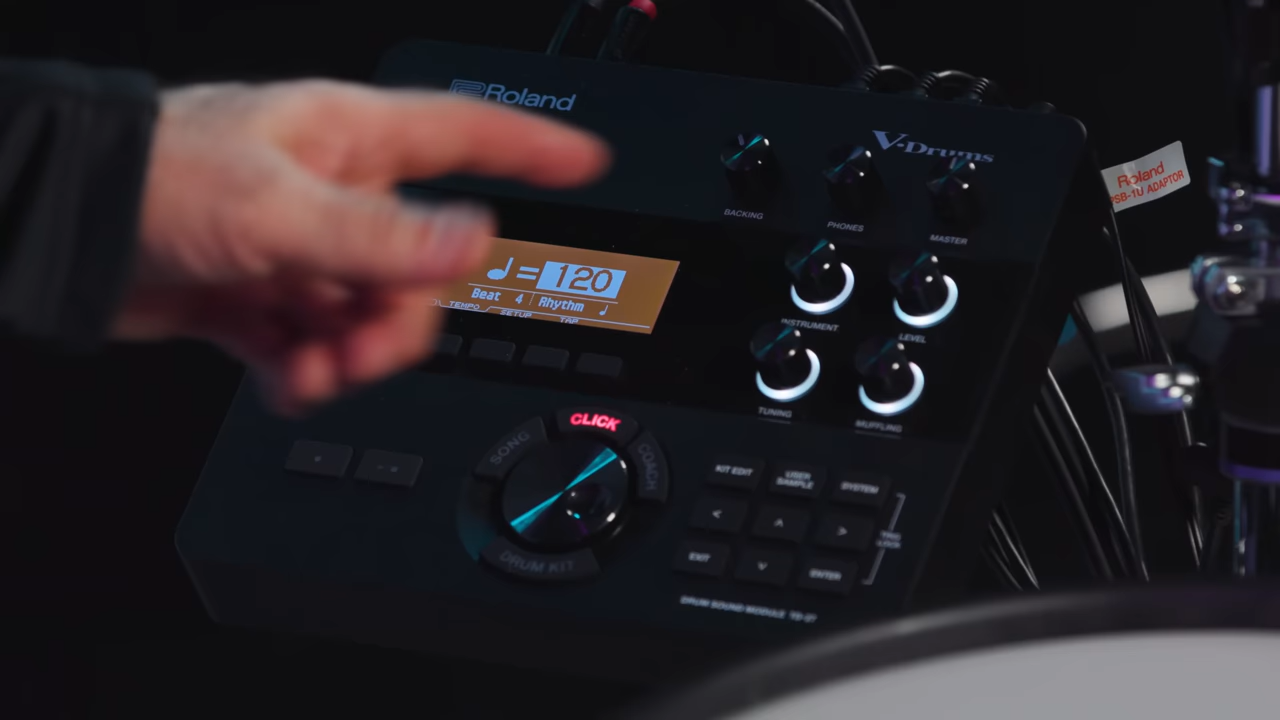 Roland
V-Drums
Roland
PSB-1U ADAPTOR
BACKING
PHONES
MASTER
♩=120
Beat 4 Rhythm ♩
TEMPO SETUP TAP
INSTRUMENT
LEVEL
TUNING
MUFFLING
CLICK
SONG
COACH
DRUM KIT
KIT EDIT
USER
SAMPLE
SYSTEM
< ∧ >
EXIT
∨
ENTER
DRUM SOUND MODULE TD-27